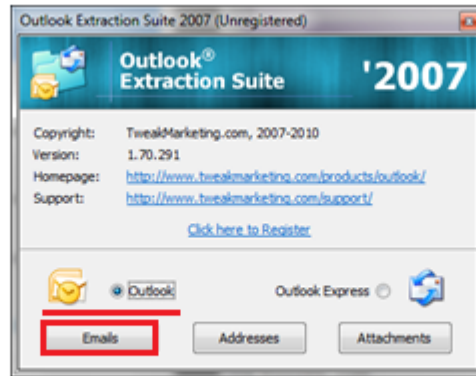 Outlook Extraction Suite 2007 (Unregistered)
Outlook®
Extraction Suite '2007
Copyright: TweakMarketing.com, 2007-2010
Version: 1.70.291
Homepage: http://www.tweakmarketing.com/products/outlook/
Support: http://www.tweakmarketing.com/support/
Click here to Register
Outlook Outlook Express
Emails Addresses Attachments